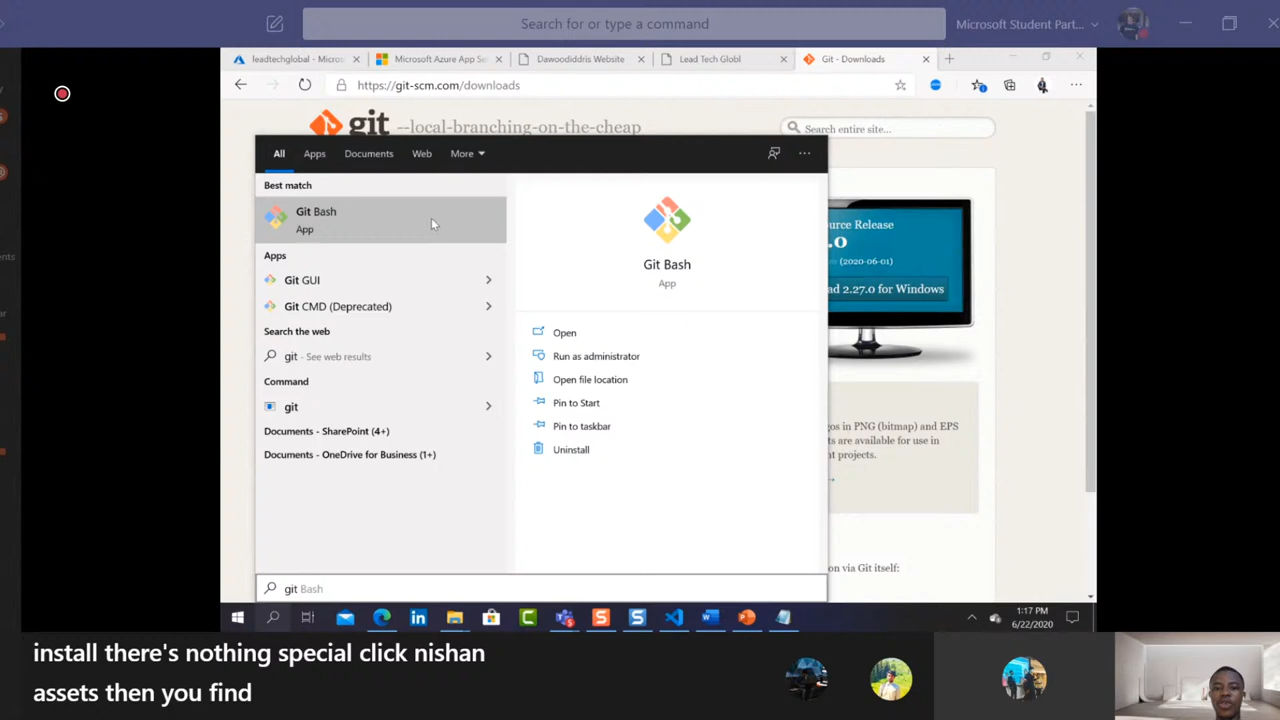 Search for or type a command
Microsoft Student Part...
leadtechglobal - Micros
Microsoft Azure App Se
Dawoodiddris Website
Lead Tech Globl
Git - Downloads
https://git-scm.com/downloads
git --local-branching-on-the-cheap
Search entire site...
All
Apps
Documents
Web
More
Best match
Git Bash
App
Apps
Git GUI
Git CMD (Deprecated)
Search the web
git - See web results
Command
git
Documents - SharePoint (4+)
Documents - OneDrive for Business (1+)
Git Bash
App
Open
Run as administrator
Open file location
Pin to Start
Pin to taskbar
Uninstall
ource Release
.0
(2020-06-01)
ad 2.27.0 for Windows
gos in PNG (bitmap) and EPS
ts are available for use in
nt projects.
on via Git itself:
git Bash
1:17 PM
6/22/2020
install there's nothing special click nishan
assets then you find